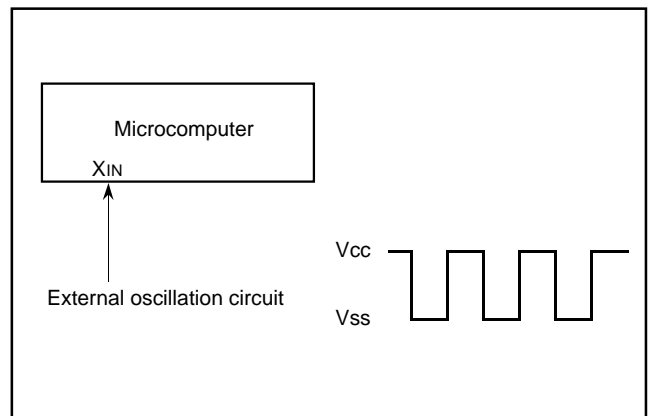 Microcomputer
XIN
External oscillation circuit
Vcc
Vss